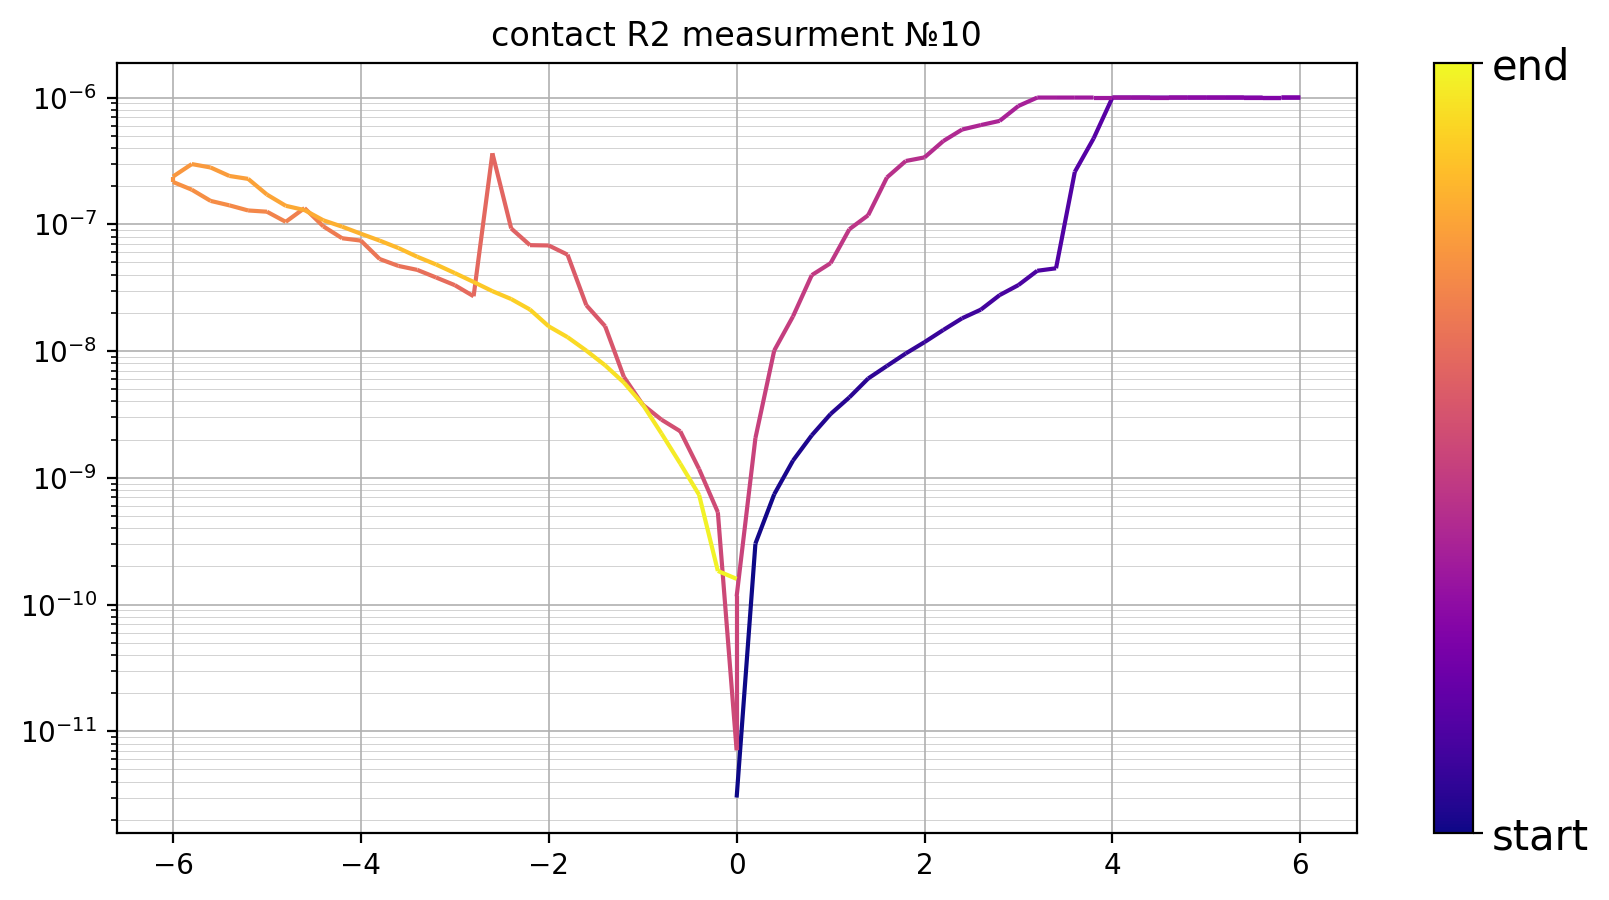 contact R2 measurment №10
10⁻⁶
10⁻⁷
10⁻⁸
10⁻⁹
10⁻¹⁰
10⁻¹¹
−6 −4 −2 0 2 4 6
end
start